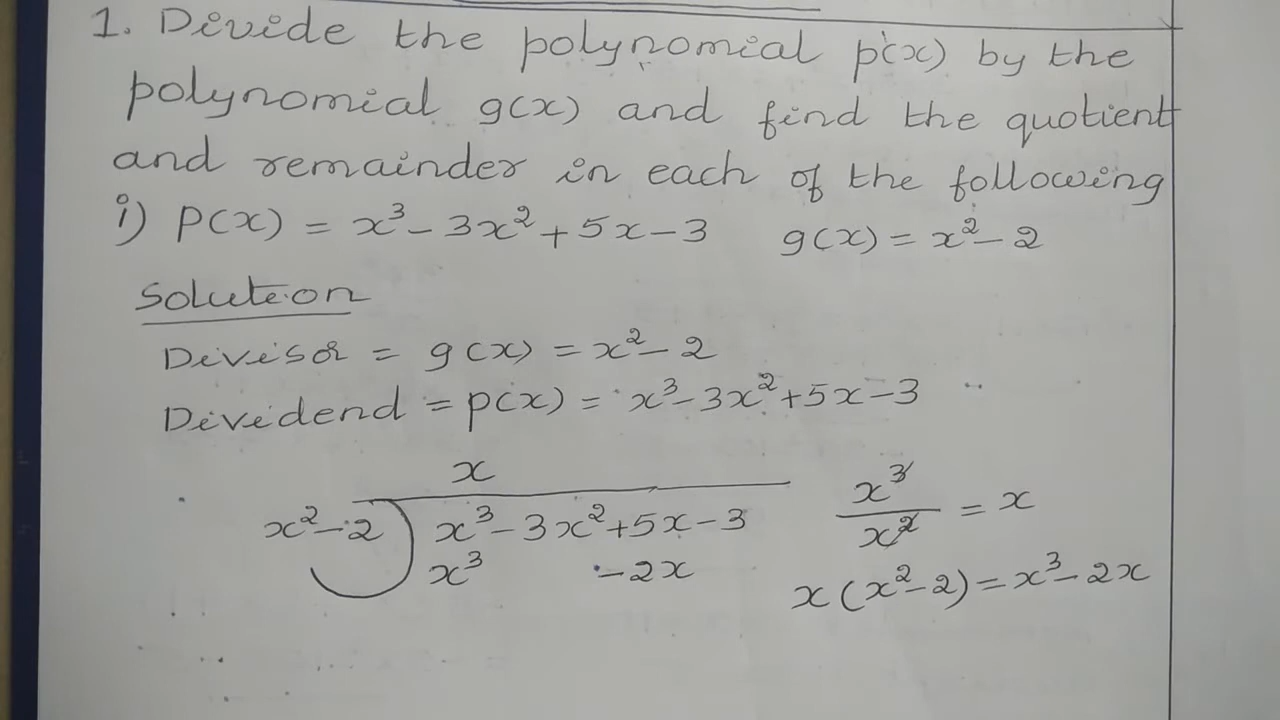 1. Divide the polynomial p(x) by the
polynomial g(x) and find the quotient
and remainder in each of the following
i) P(x) = x³ - 3x² + 5x - 3 g(x) = x² - 2
Solution
Divisor = g(x) = x² - 2
Dividend = p(x) = x³ - 3x² + 5x - 3
x
x² - 2 ) x³ - 3x² + 5x - 3
x³ - 2x
x³/x² = x
x(x² - 2) = x³ - 2x